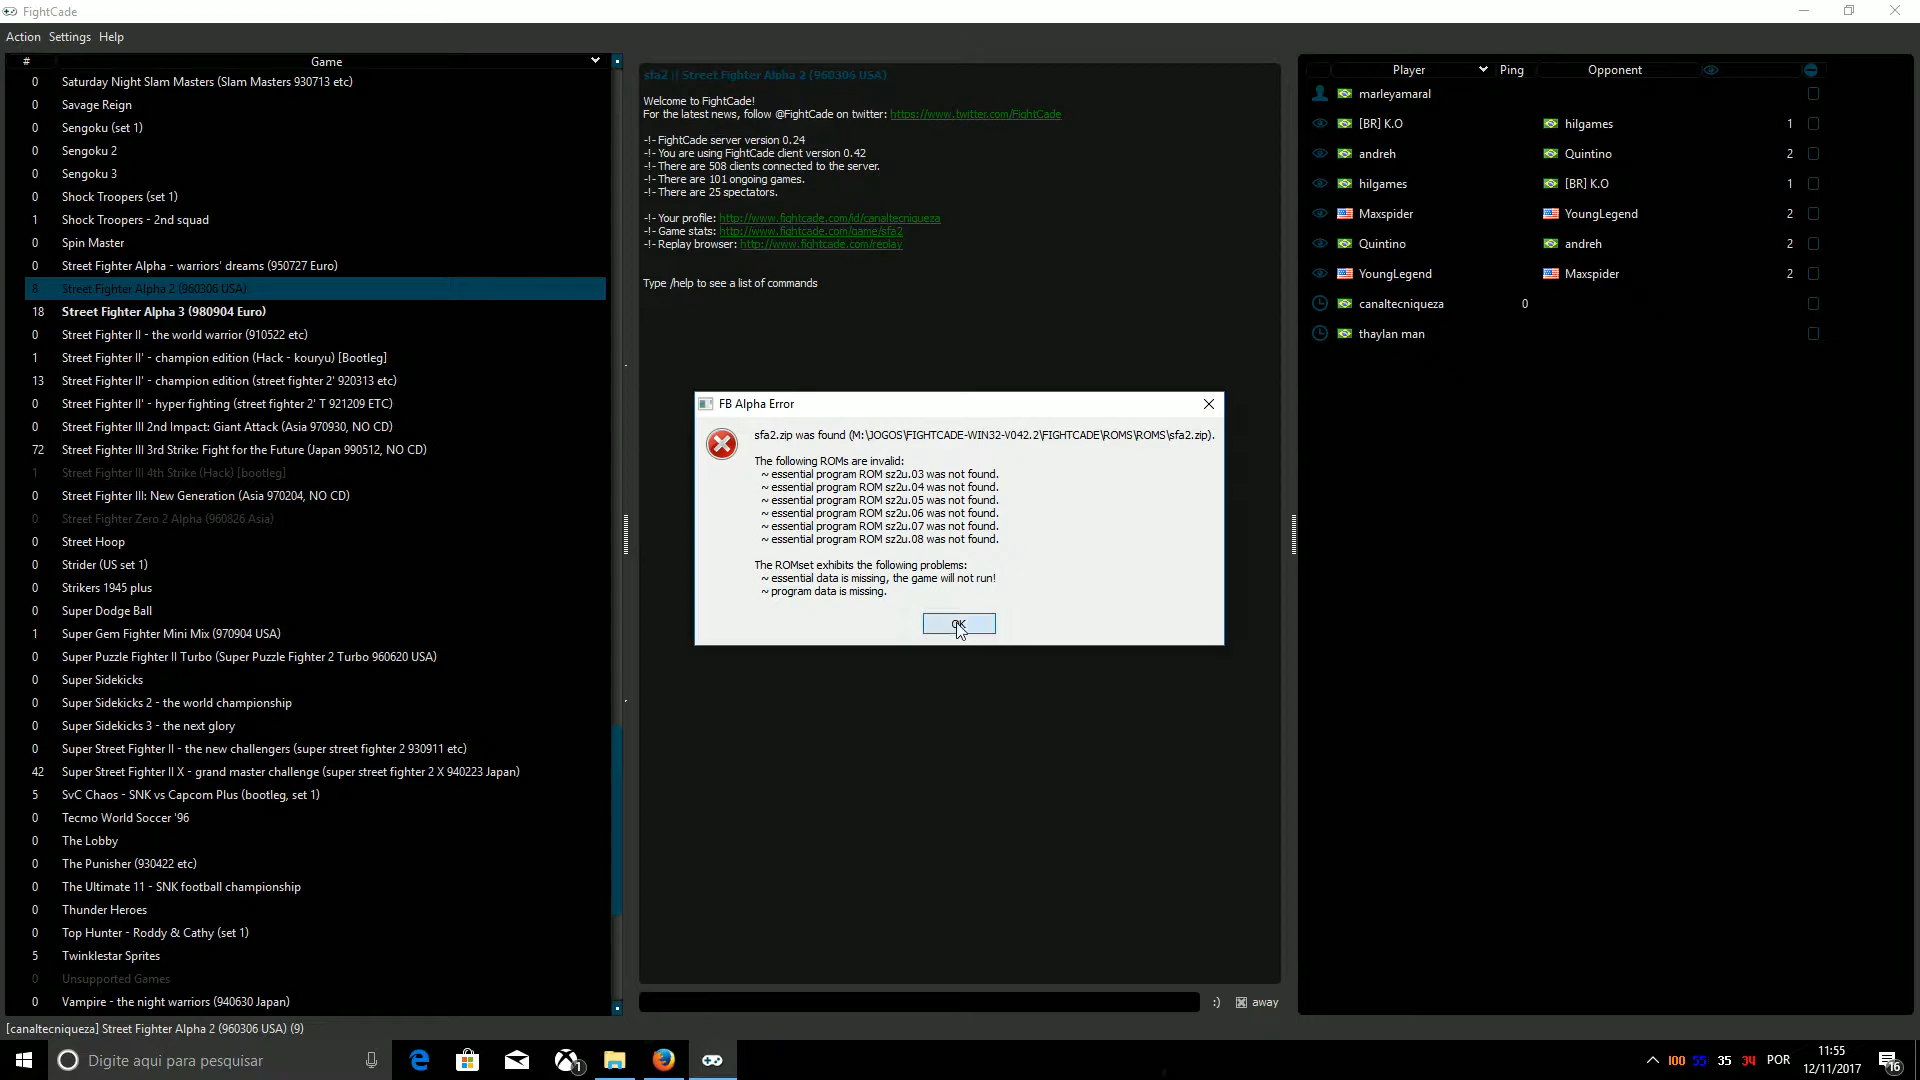 FightCade
Action Settings Help
# Game
0 Saturday Night Slam Masters (Slam Masters 930713 etc)
0 Savage Reign
0 Sengoku (set 1)
0 Sengoku 2
0 Sengoku 3
0 Shock Troopers (set 1)
1 Shock Troopers - 2nd squad
0 Spin Master
0 Street Fighter Alpha - warriors' dreams (950727 Euro)
8 Street Fighter Alpha 2 (960306 USA)
18 Street Fighter Alpha 3 (980904 Euro)
0 Street Fighter II - the world warrior (910522 etc)
1 Street Fighter II' - champion edition (Hack - kouryu) [Bootleg]
13 Street Fighter II' - champion edition (street fighter 2' 920313 etc)
0 Street Fighter II' - hyper fighting (street fighter 2' T 921209 ETC)
0 Street Fighter III 2nd Impact: Giant Attack (Asia 970930, NO CD)
72 Street Fighter III 3rd Strike: Fight for the Future (Japan 990512, NO CD)
1 Street Fighter III 4th Strike (Hack) [bootleg]
0 Street Fighter III: New Generation (Asia 970204, NO CD)
0 Street Fighter Zero 2 Alpha (960826 Asia)
0 Street Hoop
0 Strider (US set 1)
0 Strikers 1945 plus
0 Super Dodge Ball
1 Super Gem Fighter Mini Mix (970904 USA)
0 Super Puzzle Fighter II Turbo (Super Puzzle Fighter 2 Turbo 960620 USA)
0 Super Sidekicks
0 Super Sidekicks 2 - the world championship
0 Super Sidekicks 3 - the next glory
0 Super Street Fighter II - the new challengers (super street fighter 2 930911 etc)
42 Super Street Fighter II X - grand master challenge (super street fighter 2 X 940223 Japan)
5 SvC Chaos - SNK vs Capcom Plus (bootleg, set 1)
0 Tecmo World Soccer '96
0 The Lobby
0 The Punisher (930422 etc)
0 The Ultimate 11 - SNK football championship
0 Thunder Heroes
0 Top Hunter - Roddy & Cathy (set 1)
5 Twinklestar Sprites
0 Unsupported Games
0 Vampire - the night warriors (940630 Japan)
[canaltecniqueza] Street Fighter Alpha 2 (960306 USA) (9)
sfa2 || Street Fighter Alpha 2 (960306 USA)
Welcome to FightCade!
For the latest news, follow @FightCade on twitter: https://www.twitter.com/FightCade
-!- FightCade server version 0.24
-!- You are using FightCade client version 0.42
-!- There are 508 clients connected to the server.
-!- There are 101 ongoing games.
-!- There are 25 spectators.
-!- Your profile: http://www.fightcade.com/id/canaltecniqueza
-!- Game stats: http://www.fightcade.com/game/sfa2
-!- Replay browser: http://www.fightcade.com/replay
Type /help to see a list of commands
FB Alpha Error
sfa2.zip was found (M:\JOGOS\FIGHTCADE-WIN32-V042.2\FIGHTCADE\ROMS\ROMS\sfa2.zip).
The following ROMs are invalid:
~ essential program ROM sz2u.03 was not found.
~ essential program ROM sz2u.04 was not found.
~ essential program ROM sz2u.05 was not found.
~ essential program ROM sz2u.06 was not found.
~ essential program ROM sz2u.07 was not found.
~ essential program ROM sz2u.08 was not found.
The ROMset exhibits the following problems:
~ essential data is missing, the game will not run!
~ program data is missing.
OK
:) away
Player Ping Opponent
marleyamaral
[BR] K.O hilgames 1
andreh Quintino 2
hilgames [BR] K.O 1
Maxspider YoungLegend 2
Quintino andreh 2
YoungLegend Maxspider 2
canaltecniqueza 0
thaylan man
Digite aqui para pesquisar
1
100 55 35 34 POR
11:55
12/11/2017
16